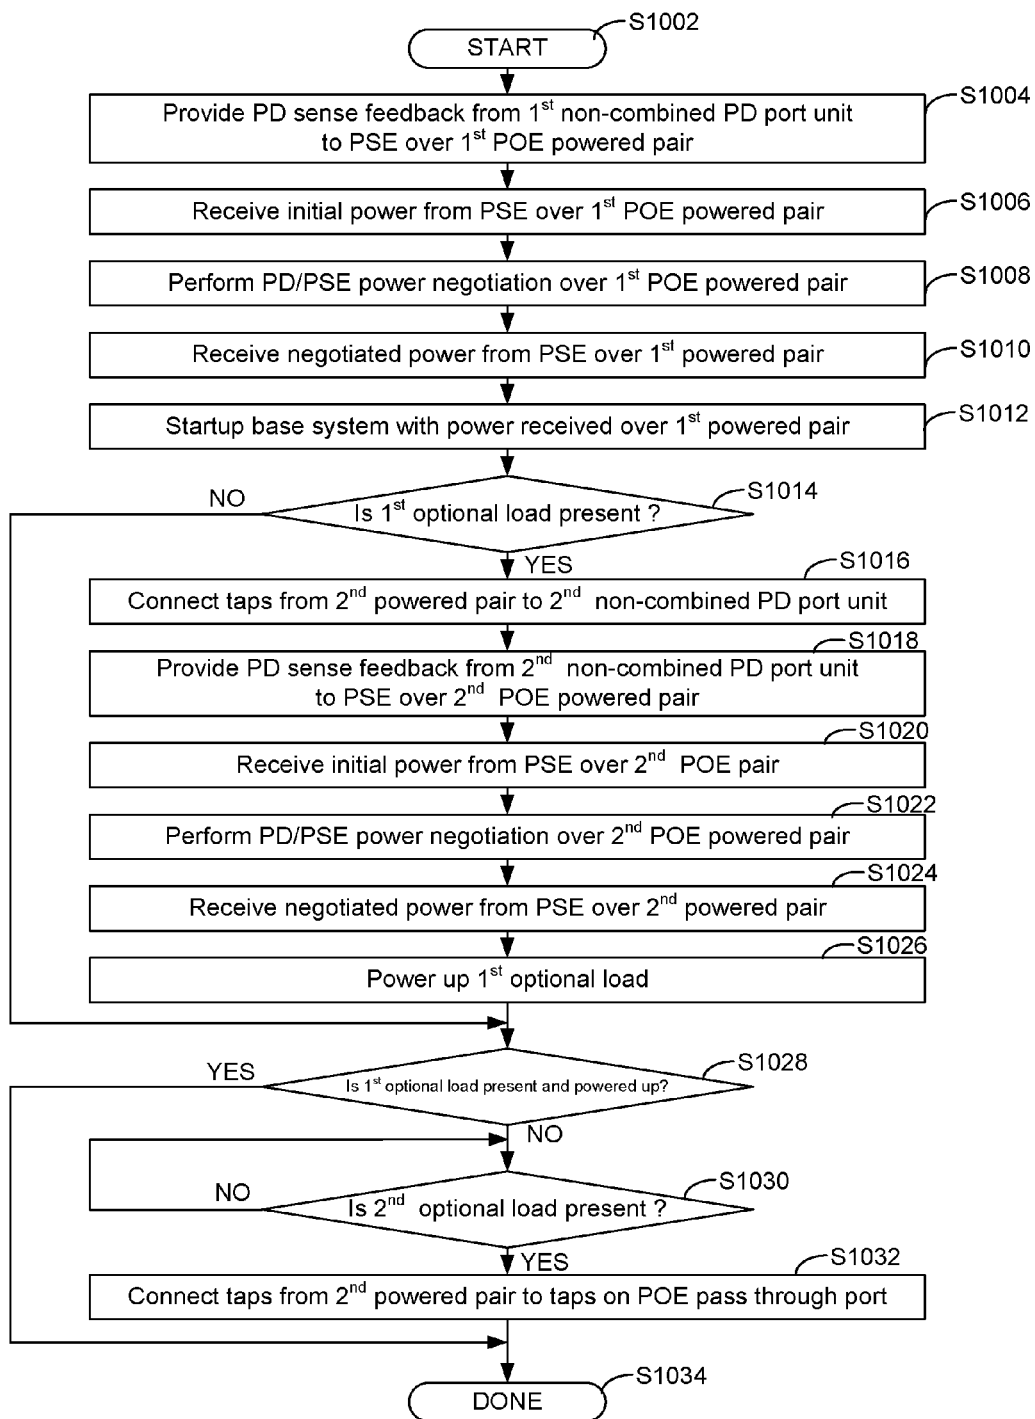 START
S1002
Provide PD sense feedback from 1st non-combined PD port unit
to PSE over 1st POE powered pair
S1004
Receive initial power from PSE over 1st POE powered pair
S1006
Perform PD/PSE power negotiation over 1st POE powered pair
S1008
Receive negotiated power from PSE over 1st powered pair
S1010
Startup base system with power received over 1st powered pair
S1012
Is 1st optional load present ?
S1014
NO
YES
S1016
Connect taps from 2nd powered pair to 2nd non-combined PD port unit
S1018
Provide PD sense feedback from 2nd non-combined PD port unit
to PSE over 2nd POE powered pair
S1020
Receive initial power from PSE over 2nd POE pair
S1022
Perform PD/PSE power negotiation over 2nd POE powered pair
S1024
Receive negotiated power from PSE over 2nd powered pair
S1026
Power up 1st optional load
S1028
YES
Is 1st optional load present and powered up?
NO
S1030
NO
Is 2nd optional load present ?
YES
S1032
Connect taps from 2nd powered pair to taps on POE pass through port
S1034
DONE